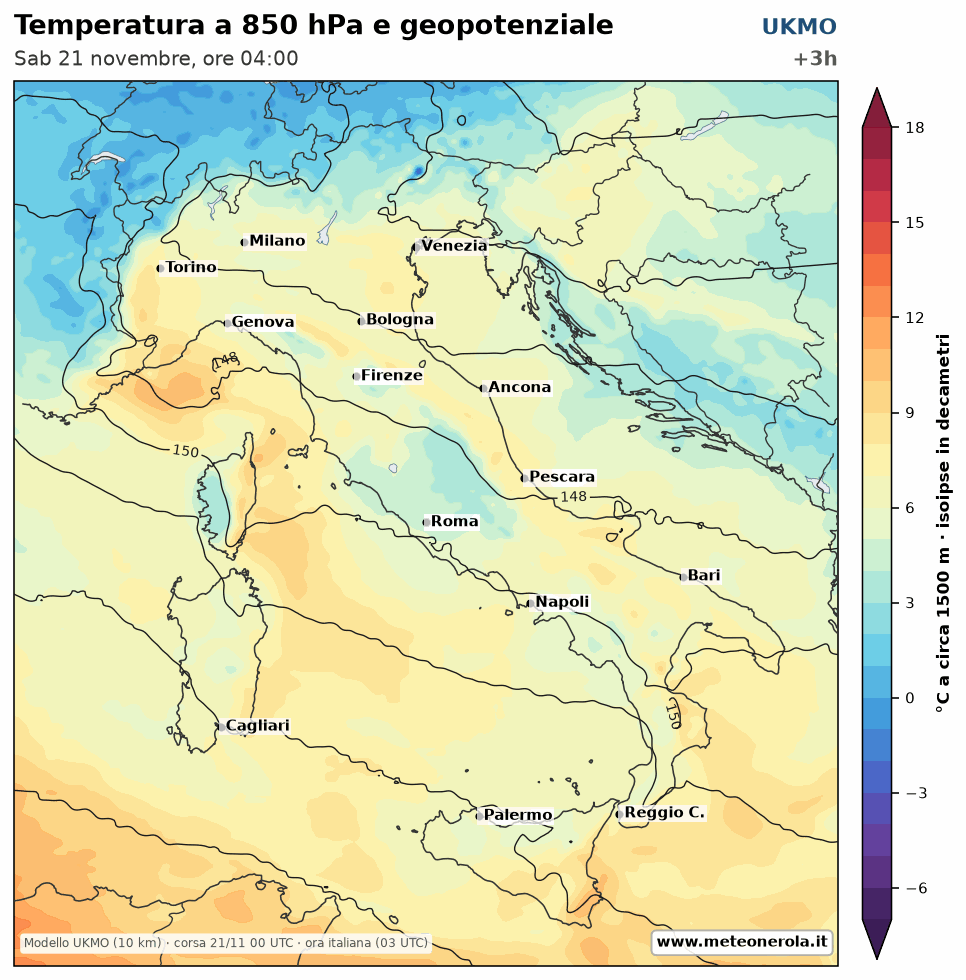 Temperatura a 850 hPa e geopotenziale
UKMO
Sab 21 novembre, ore 04:00
+3h
Milano
Venezia
Torino
Genova
Bologna
148
Firenze
Ancona
150
Pescara
148
Roma
Bari
Napoli
150
Cagliari
Palermo
Reggio C.
Modello UKMO (10 km) · corsa 21/11 00 UTC · ora italiana (03 UTC)
www.meteonerola.it
18
15
12
9
6
3
0
−3
−6
°C a circa 1500 m · isoipse in decametri